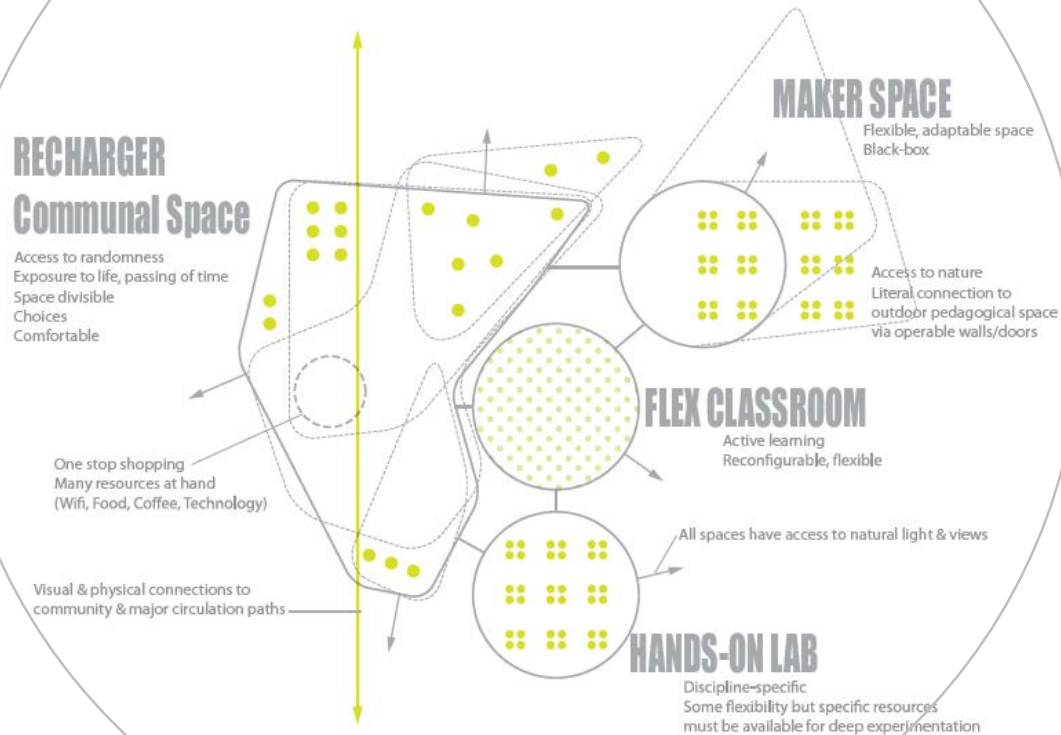 RECHARGER
Communal Space
Access to randomness
Exposure to life, passing of time
Space divisible
Choices
Comfortable
One stop shopping
Many resources at hand
(Wifi, Food, Coffee, Technology)
Visual & physical connections to
community & major circulation paths
MAKER SPACE
Flexible, adaptable space
Black-box
Access to nature
Literal connection to
outdoor pedagogical space
via operable walls/doors
FLEX CLASSROOM
Active learning
Reconfigurable, flexible
All spaces have access to natural light & views
HANDS-ON LAB
Discipline-specific
Some flexibility but specific resources
must be available for deep experimentation